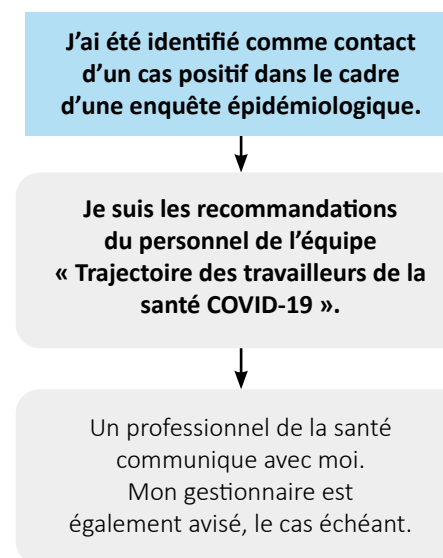 J'ai été identifié comme contact
d'un cas positif dans le cadre
d'une enquête épidémiologique.
Je suis les recommandations
du personnel de l'équipe
« Trajectoire des travailleurs de la
santé COVID-19 ».
Un professionnel de la santé
communique avec moi.
Mon gestionnaire est
également avisé, le cas échéant.